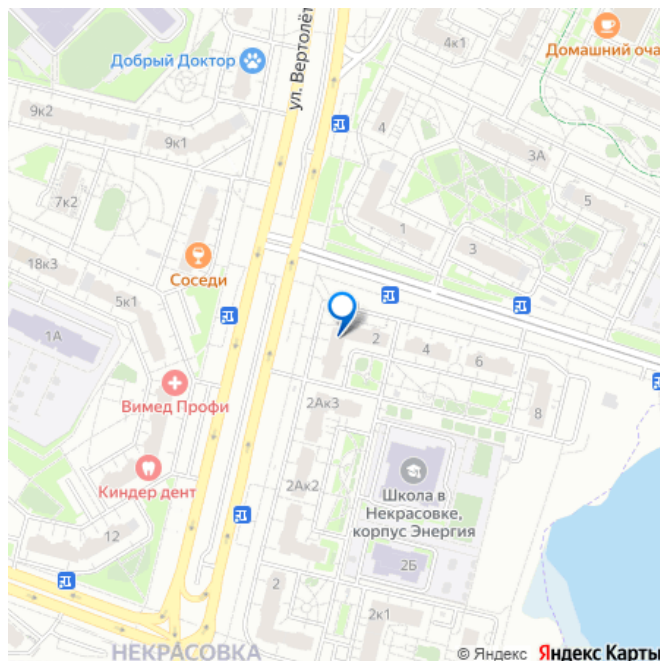 Добрый Доктор
ул. Вертолёт
4к1
Домашний оча
9к2
9к1
4
3А
7к2
5
1
3
Соседи
18к3
5к1
1А
2
4
6
8
Вимед Профи
2Ак3
Киндер дент
2Ак2
Школа в
Некрасовке,
корпус Энергия
12
2Б
2
2к1
НЕКРАСОВКА
© Яндекс Яндекс Карты